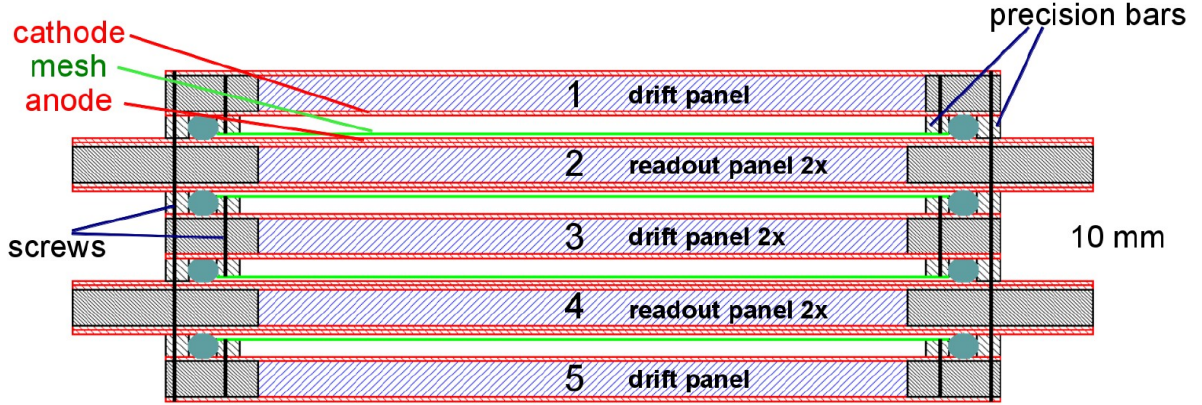 precision bars
cathode
mesh
anode
1 drift panel
2 readout panel 2x
screws
3 drift panel 2x
10 mm
4 readout panel 2x
5 drift panel